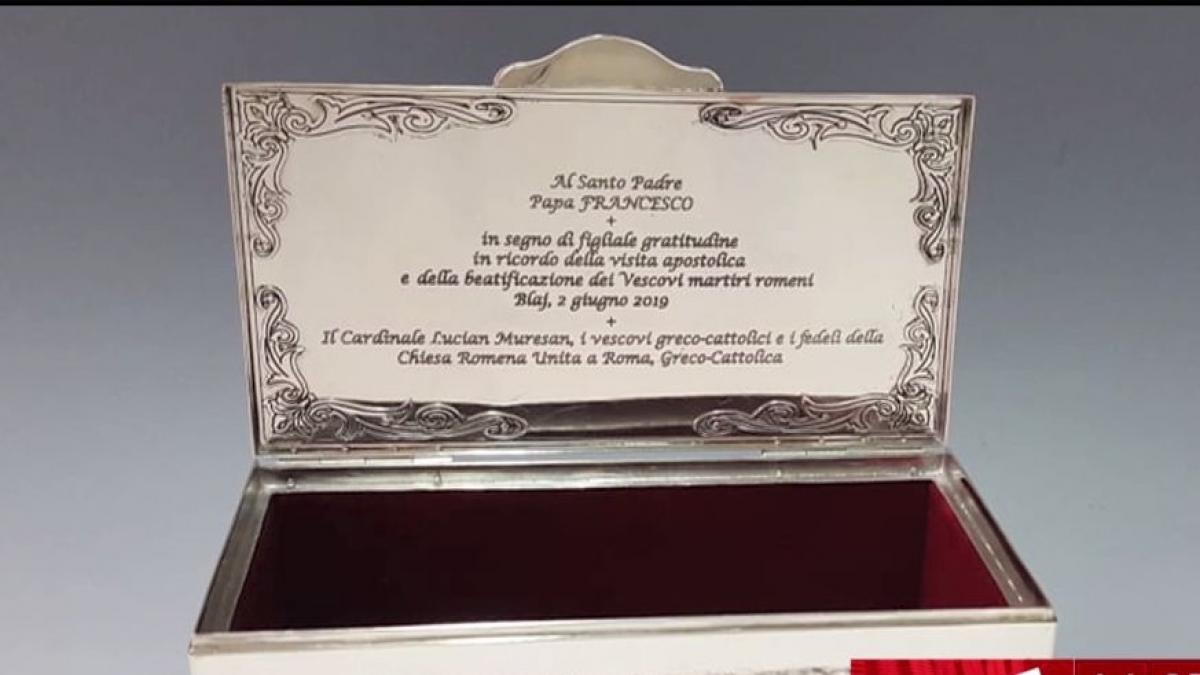 Al Santo Padre
Papa FRANCESCO
+
in segno di figliale gratitudine
in ricordo della visita apostolica
e della beatificazione dei Vescovi martiri romeni
Blaj, 2 giugno 2019
+
Il Cardinale Lucian Muresan, i vescovi greco-cattolici e i fedeli della
Chiesa Romena Unita a Roma, Greco-Cattolica